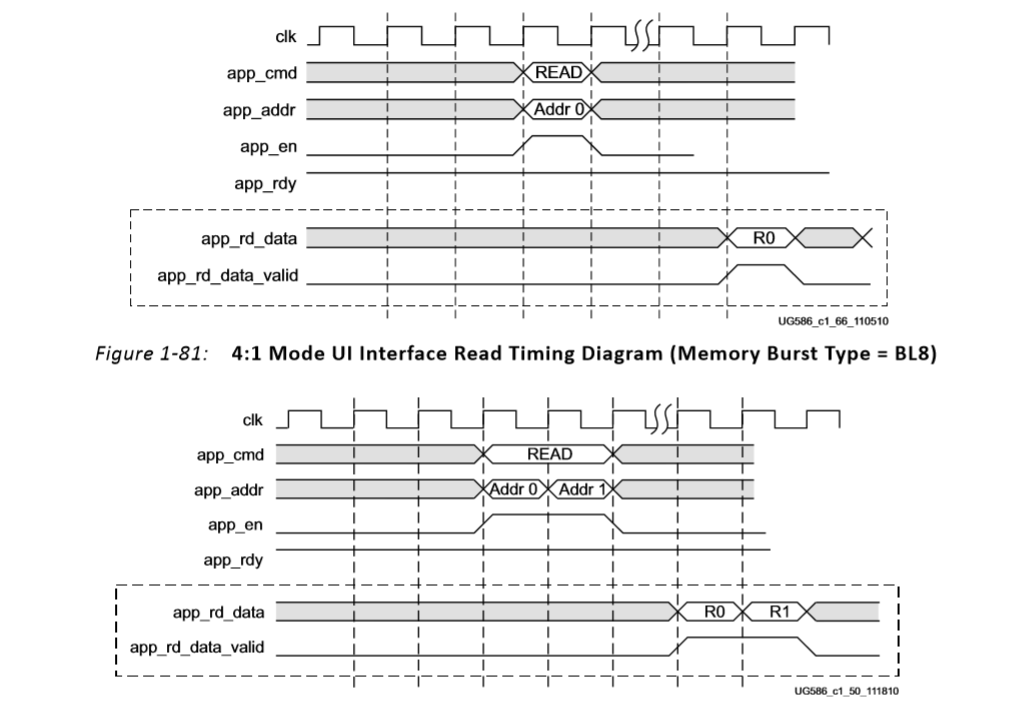 clk
app_cmd READ
app_addr Addr 0
app_en
app_rdy
app_rd_data R0
app_rd_data_valid
UG586_c1_66_110510
Figure 1-81: 4:1 Mode UI Interface Read Timing Diagram (Memory Burst Type = BL8)
clk
app_cmd READ
app_addr Addr 0 Addr 1
app_en
app_rdy
app_rd_data R0 R1
app_rd_data_valid
UG586_c1_50_111810